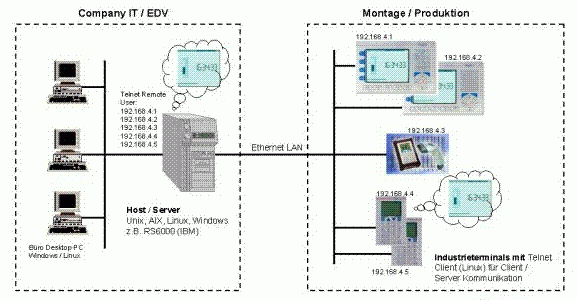 Company IT / EDV
Montage / Produktion
Telnet Remote
User:
192.168.4.1
192.168.4.2
192.168.4.3
192.168.4.4
192.168.4.5
Host / Server
Unix, AIX, Linux, Windows
z.B. RS6000 (IBM)
Büro Desktop PC
Windows / Linux
Ethernet LAN
192.168.4.1
192.168.4.2
192.168.4.3
192.168.4.4
192.168.4.5
Industrieterminals mit Telnet
Client (Linux) für Client /
Server Kommunikation